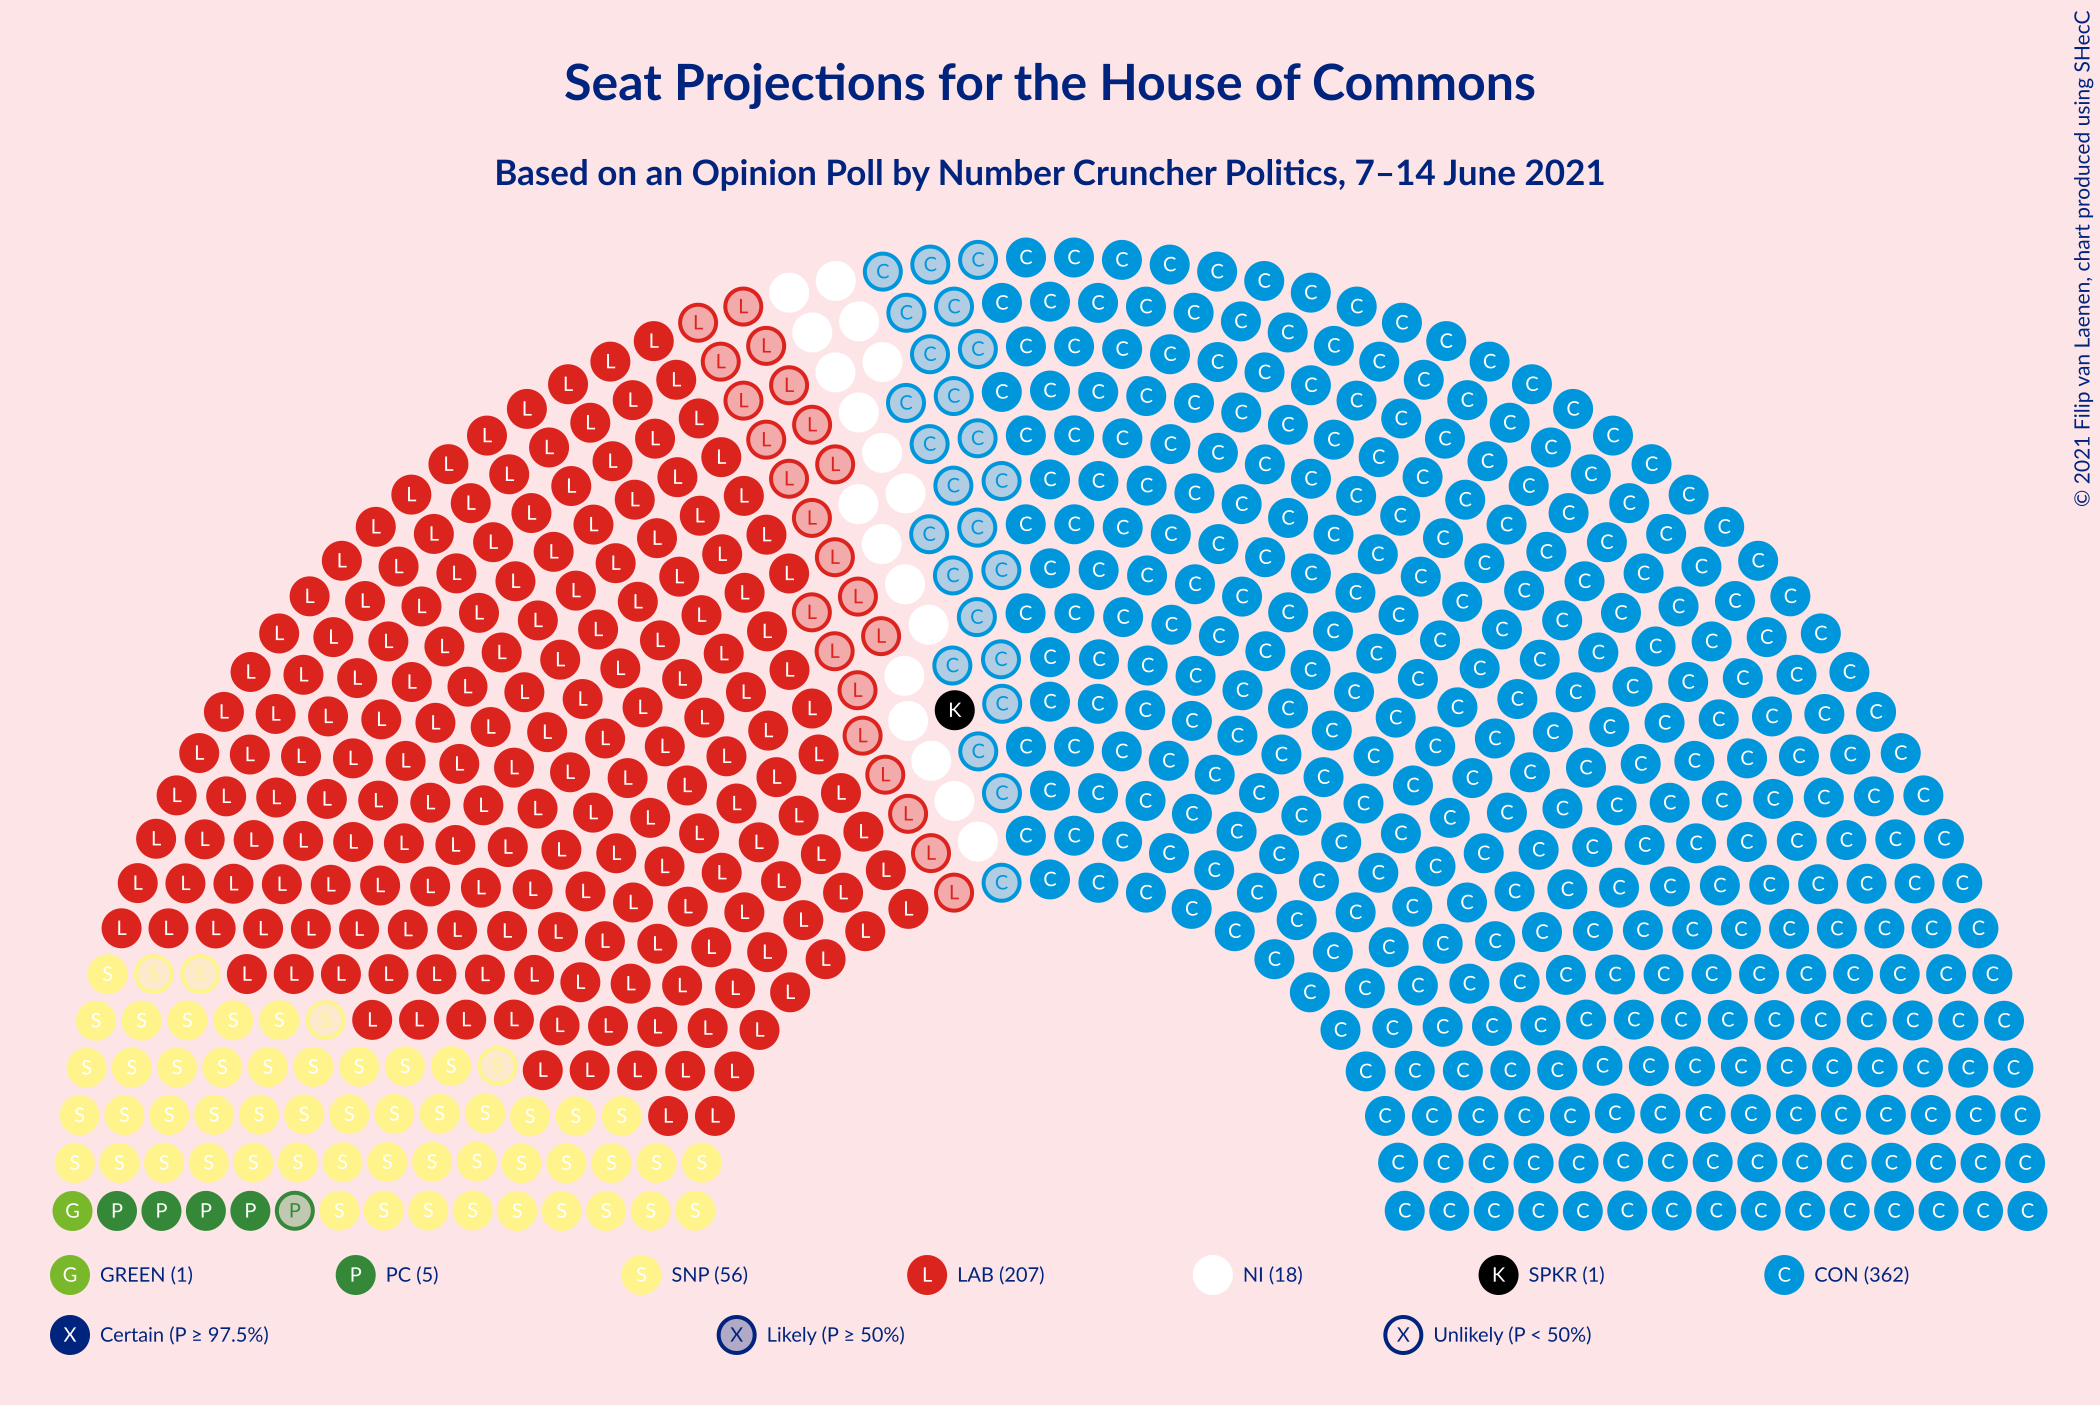 Seat Projections for the House of Commons
Based on an Opinion Poll by Number Cruncher Politics, 7–14 June 2021
© 2021 Filip van Laenen, chart produced using SHecC
G GREEN (1)
P PC (5)
S SNP (56)
L LAB (207)
NI (18)
K SPKR (1)
C CON (362)
X Certain (P ≥ 97.5%)
X Likely (P ≥ 50%)
X Unlikely (P < 50%)